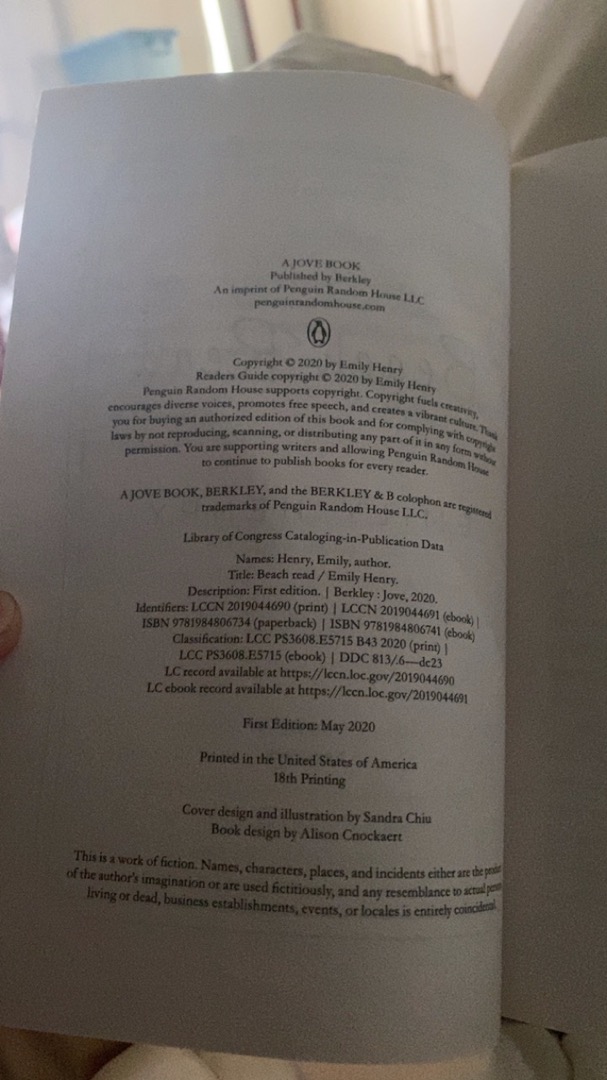 A JOVE BOOK
Published by Berkley
An imprint of Penguin Random House LLC
penguinrandomhouse.com
Copyright © 2020 by Emily Henry
Readers Guide copyright © 2020 by Emily Henry
Penguin Random House supports copyright. Copyright fuels creativity,
encourages diverse voices, promotes free speech, and creates a vibrant culture. Thank
you for buying an authorized edition of this book and for complying with copyright
laws by not reproducing, scanning, or distributing any part of it in any form without
permission. You are supporting writers and allowing Penguin Random House
to continue to publish books for every reader.
A JOVE BOOK, BERKLEY, and the BERKLEY & B colophon are registered
trademarks of Penguin Random House LLC.
Library of Congress Cataloging-in-Publication Data
Names: Henry, Emily, author.
Title: Beach read / Emily Henry.
Description: First edition. | Berkley : Jove, 2020.
Identifiers: LCCN 2019044690 (print) | LCCN 2019044691 (ebook) |
ISBN 9781984806734 (paperback) | ISBN 9781984806741 (ebook)
Classification: LCC PS3608.E5715 B43 2020 (print) |
LCC PS3608.E5715 (ebook) | DDC 813/.6—dc23
LC record available at https://lccn.loc.gov/2019044690
LC ebook record available at https://lccn.loc.gov/2019044691
First Edition: May 2020
Printed in the United States of America
18th Printing
Cover design and illustration by Sandra Chiu
Book design by Alison Cnockaert
This is a work of fiction. Names, characters, places, and incidents either are the product
of the author's imagination or are used fictitiously, and any resemblance to actual persons
living or dead, business establishments, events, or locales is entirely coincidental.